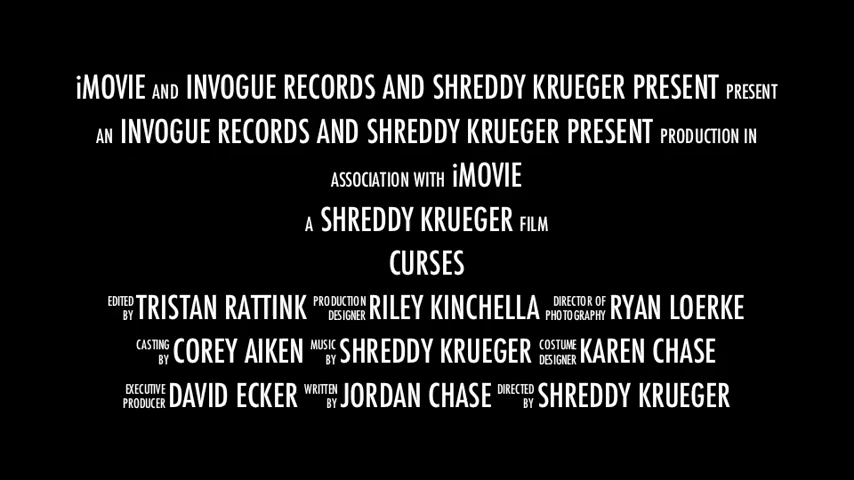 iMOVIE AND INVOGUE RECORDS AND SHREDDY KRUEGER PRESENT PRESENT
AN INVOGUE RECORDS AND SHREDDY KRUEGER PRESENT PRODUCTION IN
ASSOCIATION WITH iMOVIE
A SHREDDY KRUEGER FILM
CURSES
EDITED BY TRISTAN RATTINK PRODUCTION DESIGNER RILEY KINCHELLA DIRECTOR OF PHOTOGRAPHY RYAN LOERKE
CASTING BY COREY AIKEN MUSIC BY SHREDDY KRUEGER COSTUME DESIGNER KAREN CHASE
EXECUTIVE PRODUCER DAVID ECKER WRITTEN BY JORDAN CHASE DIRECTED BY SHREDDY KRUEGER